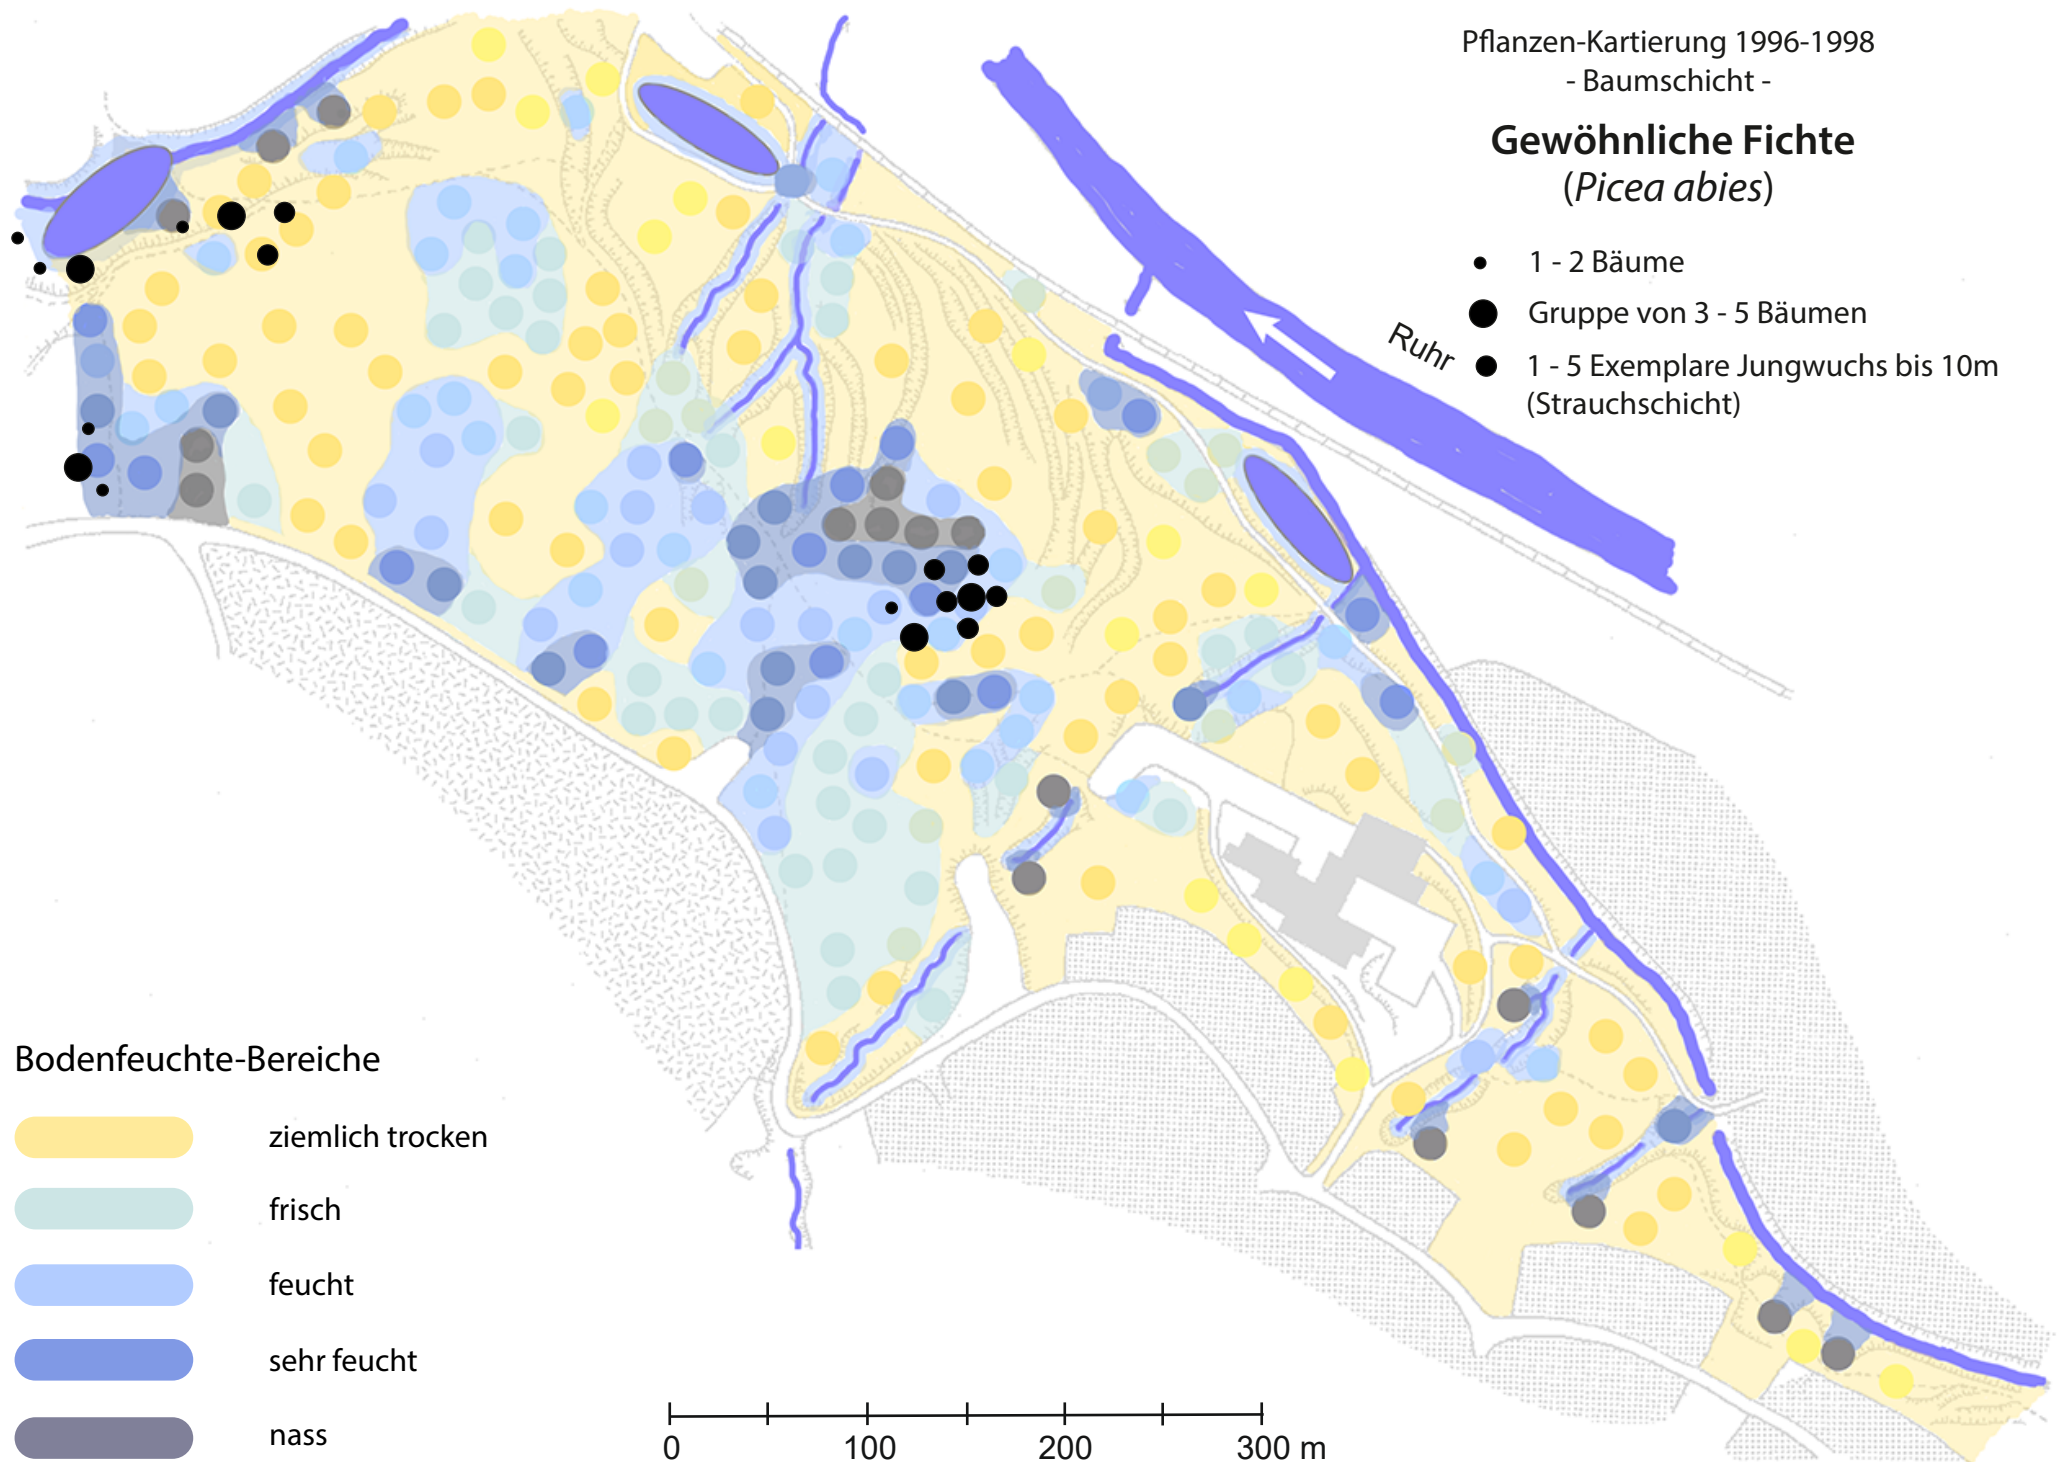 Pflanzen-Kartierung 1996-1998
- Baumschicht -
Gewöhnliche Fichte
(Picea abies)
1 - 2 Bäume
Gruppe von 3 - 5 Bäumen
1 - 5 Exemplare Jungwuchs bis 10m
(Strauchschicht)
Ruhr
Bodenfeuchte-Bereiche
ziemlich trocken
frisch
feucht
sehr feucht
nass
0 100 200 300 m